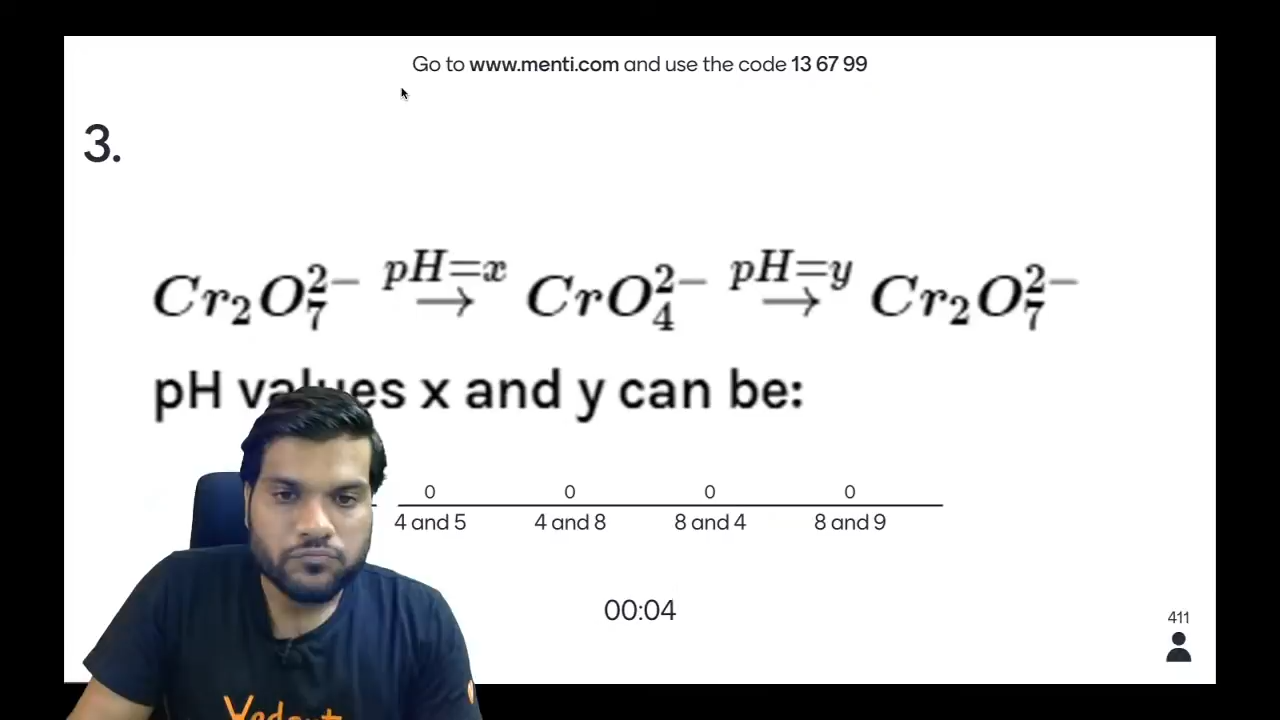 Go to www.menti.com and use the code 13 67 99
3.
Cr₂O₇²⁻ →(pH=x) CrO₄²⁻ →(pH=y) Cr₂O₇²⁻
pH values x and y can be:
0 0 0 0
4 and 5 4 and 8 8 and 4 8 and 9
00:04
411